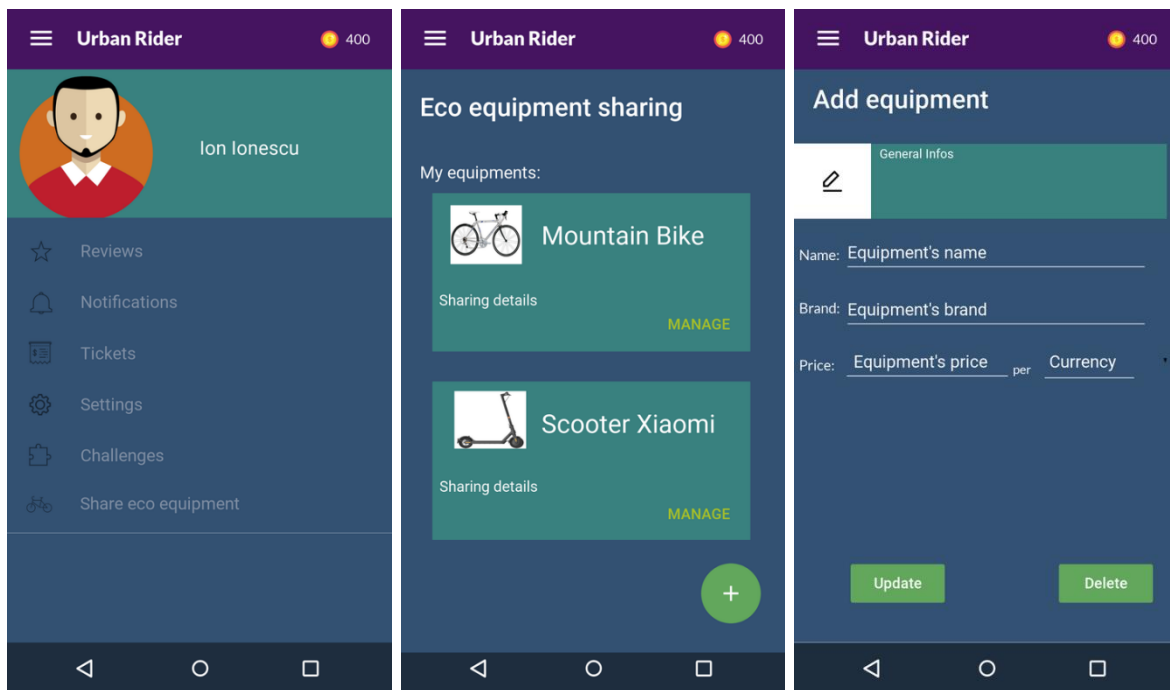 Urban Rider 400
Ion Ionescu
Reviews
Notifications
Tickets
Settings
Challenges
Share eco equipment
Urban Rider 400
Eco equipment sharing
My equipments:
Mountain Bike
Sharing details
MANAGE
Scooter Xiaomi
Sharing details
MANAGE
+
Urban Rider 400
Add equipment
General Infos
Name: Equipment's name
Brand: Equipment's brand
Price: Equipment's price per Currency
Update Delete